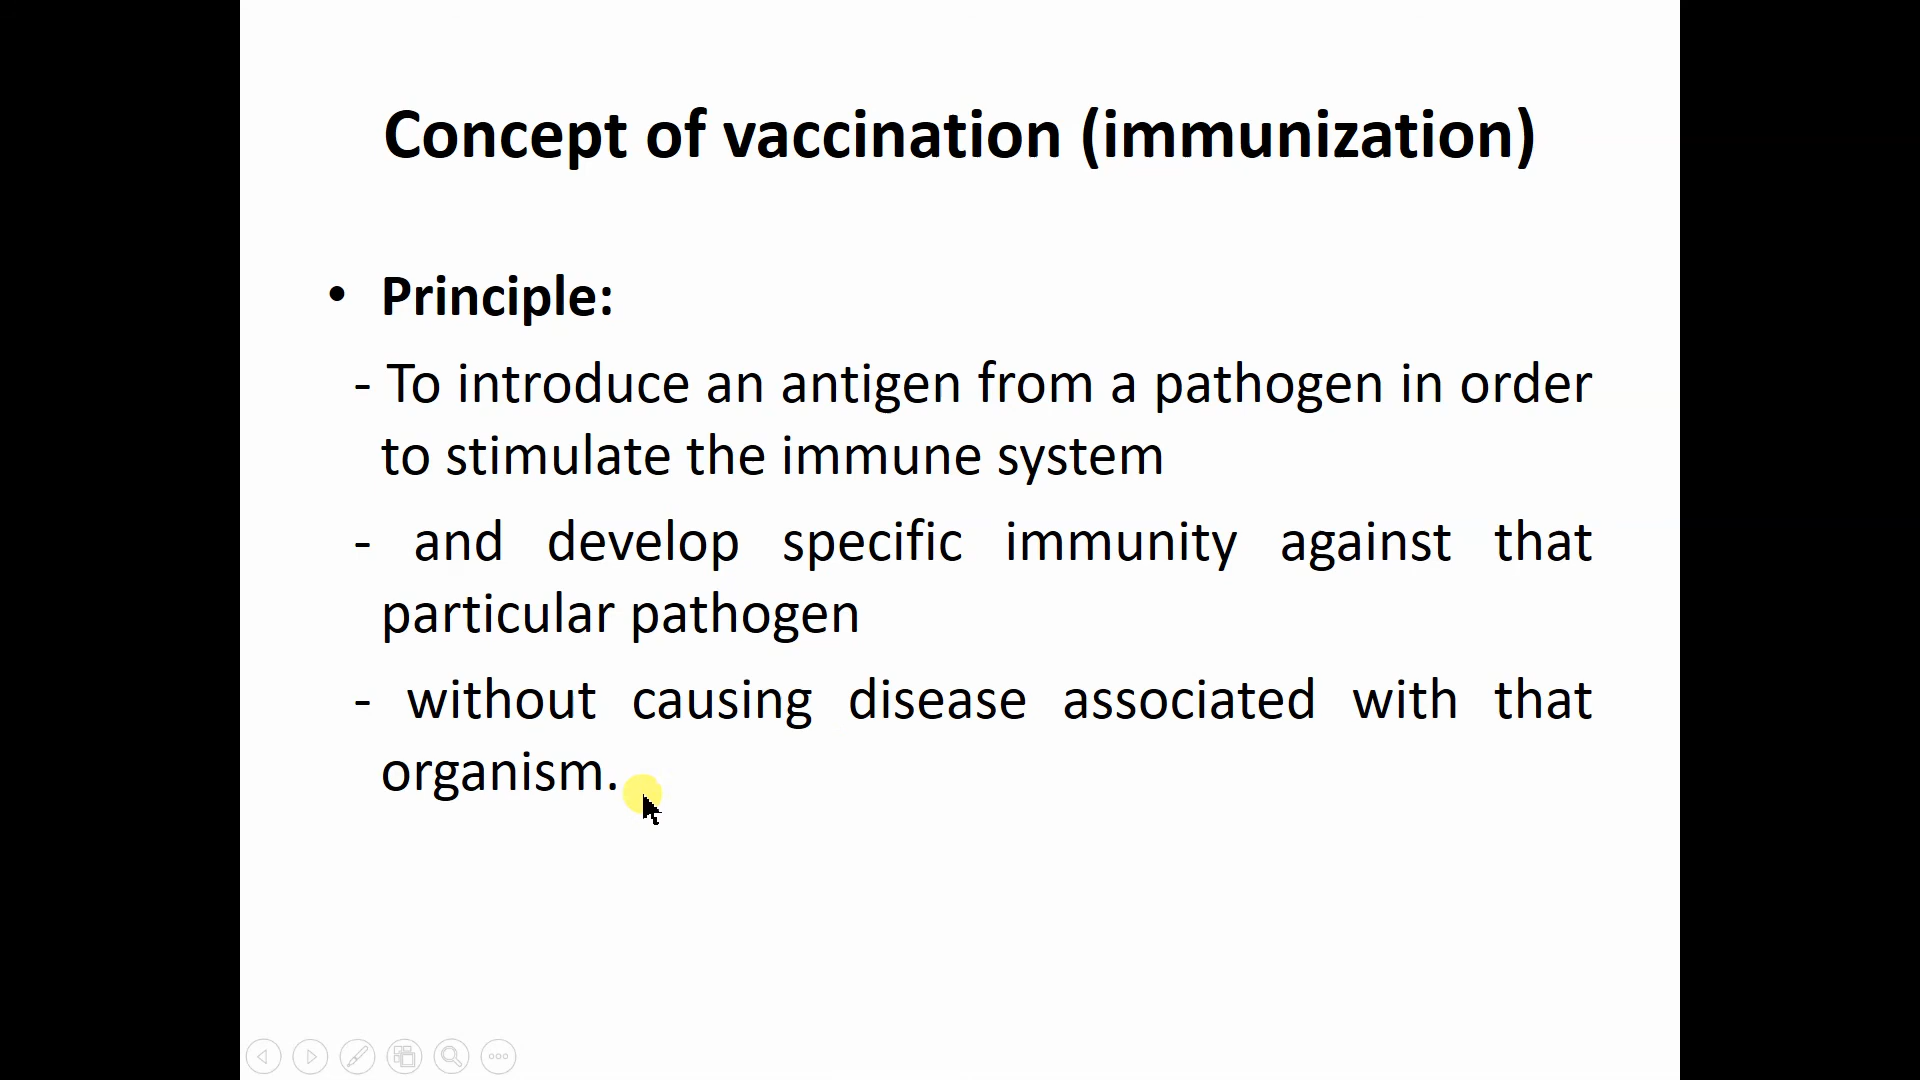 Concept of vaccination (immunization)
• Principle:
- To introduce an antigen from a pathogen in order
to stimulate the immune system
- and develop specific immunity against that
particular pathogen
- without causing disease associated with that
organism.